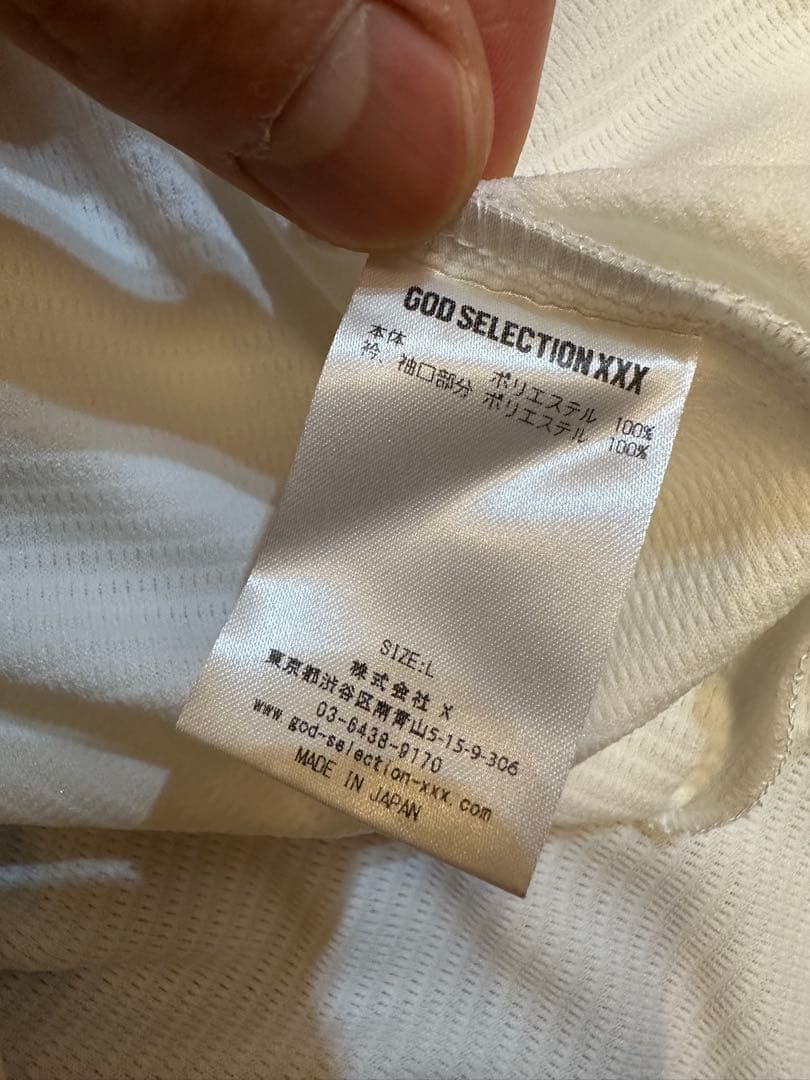 GOD SELECTION XXX
本体 ポリエステル 100%
衿、袖口部分 ポリエステル 100%
SIZE:L
株式会社 X
東京都渋谷区南青山5-15-9-306
03-6438-9170
www.god-selection-xxx.com
MADE IN JAPAN